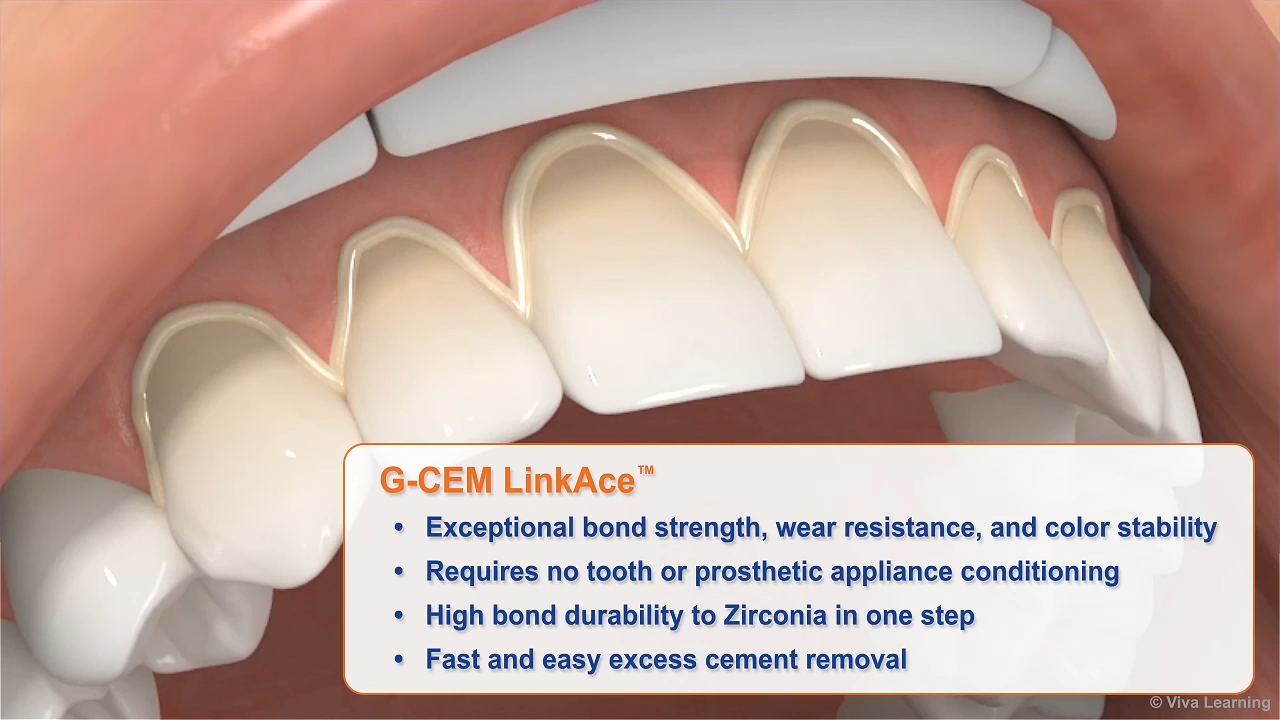 G-CEM LinkAce™
• Exceptional bond strength, wear resistance, and color stability
• Requires no tooth or prosthetic appliance conditioning
• High bond durability to Zirconia in one step
• Fast and easy excess cement removal
© Viva Learning